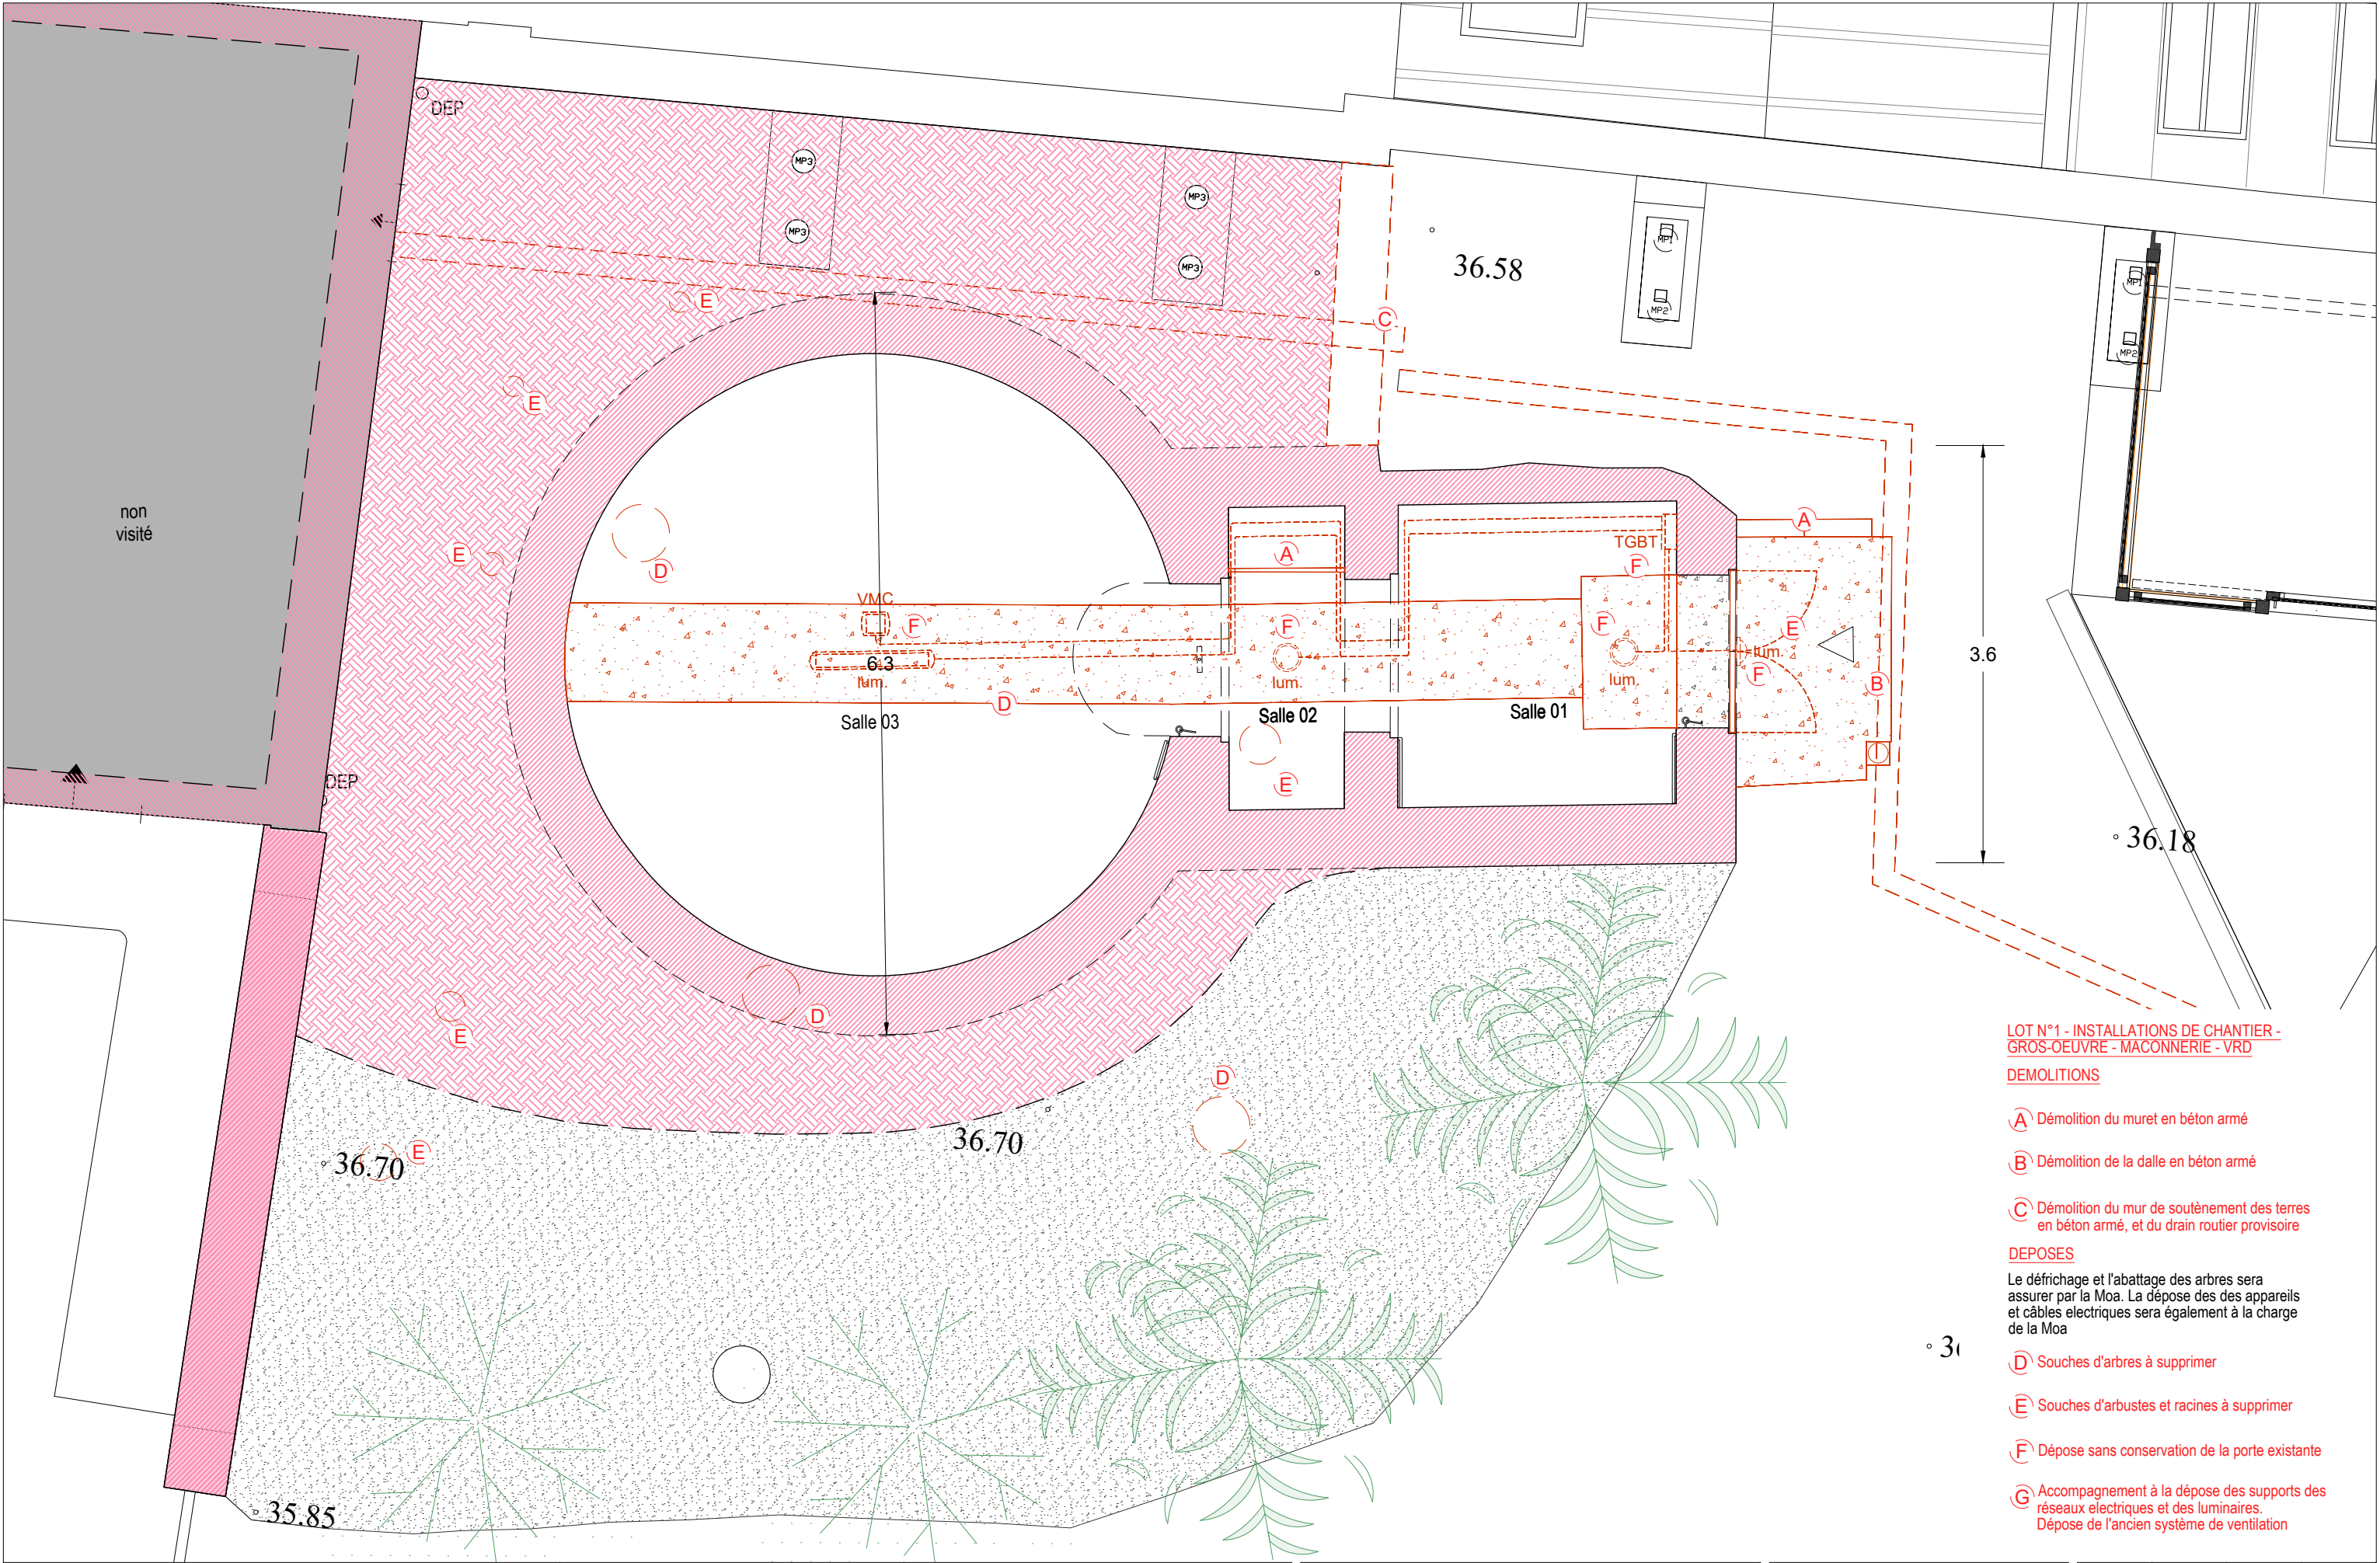 DEP
MP3
MP3
MP3
MP3
36.58
MP1
MP2
MP1
MP2
E
C
E
non
visité
E
D
A
A
TGBT
F
VMC
F
F
F
E
6.3
lum.
lum.
lum.
lum.
F
B
3.6
D
Salle 03
Salle 02
Salle 01
E
I
DEP
36.18
E
D
D
36.70
E
36.70
35.85
LOT N°1 - INSTALLATIONS DE CHANTIER -
GROS-OEUVRE - MACONNERIE - VRD
DEMOLITIONS
A Démolition du muret en béton armé
B Démolition de la dalle en béton armé
C Démolition du mur de soutènement des terres
en béton armé, et du drain routier provisoire
DEPOSES
Le défrichage et l'abattage des arbres sera
assurer par la Moa. La dépose des des appareils
et câbles electriques sera également à la charge
de la Moa
D Souches d'arbres à supprimer
E Souches d'arbustes et racines à supprimer
F Dépose sans conservation de la porte existante
G Accompagnement à la dépose des supports des
réseaux electriques et des luminaires.
Dépose de l'ancien système de ventilation